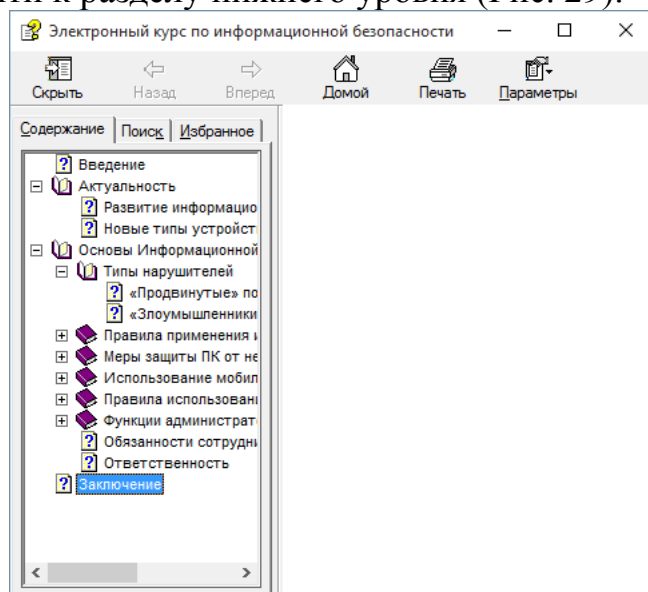 ти к разделу нижнего уровня (Рис. 29).
Электронный курс по информационной безопасности
Скрыть Назад Вперед Домой Печать Параметры
Содержание Поиск Избранное
Введение
Актуальность
Развитие информацио
Новые типы устройст
Основы Информационной
Типы нарушителей
«Продвинутые» по
«Злоумышленники
Правила применения и
Меры защиты ПК от не
Использование мобил
Правила использовани
Функции администрат
Обязанности сотрудни
Ответственность
Заключение